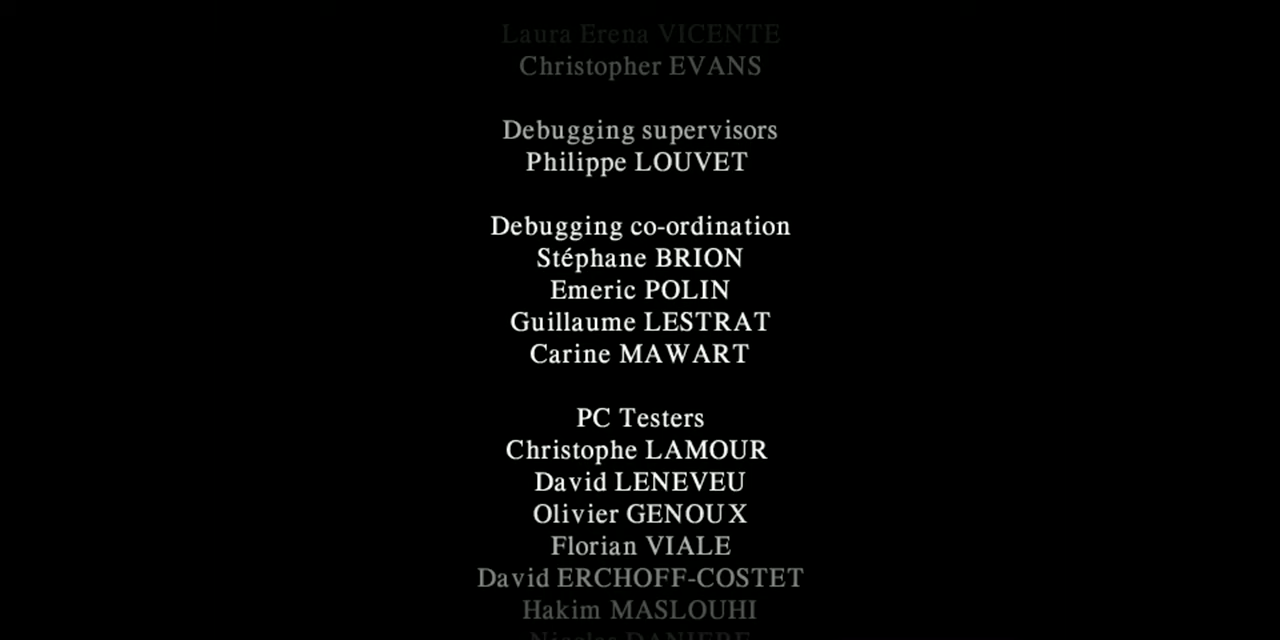 Laura Erena VICENTE
Christopher EVANS
Debugging supervisors
Philippe LOUVET
Debugging co-ordination
Stéphane BRION
Emeric POLIN
Guillaume LESTRAT
Carine MAWART
PC Testers
Christophe LAMOUR
David LENEVEU
Olivier GENOUX
Florian VIALE
David ERCHOFF-COSTET
Hakim MASLOUHI